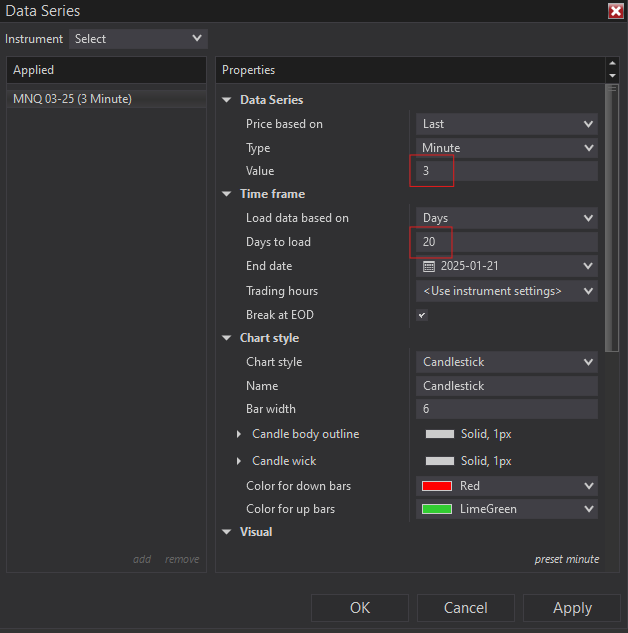 Data Series
Instrument Select
Applied
MNQ 03-25 (3 Minute)
add remove
Properties
Data Series
Price based on Last
Type Minute
Value 3
Time frame
Load data based on Days
Days to load 20
End date 2025-01-21
Trading hours <Use instrument settings>
Break at EOD
Chart style
Chart style Candlestick
Name Candlestick
Bar width 6
Candle body outline Solid, 1px
Candle wick Solid, 1px
Color for down bars Red
Color for up bars LimeGreen
Visual
preset minute
OK Cancel Apply